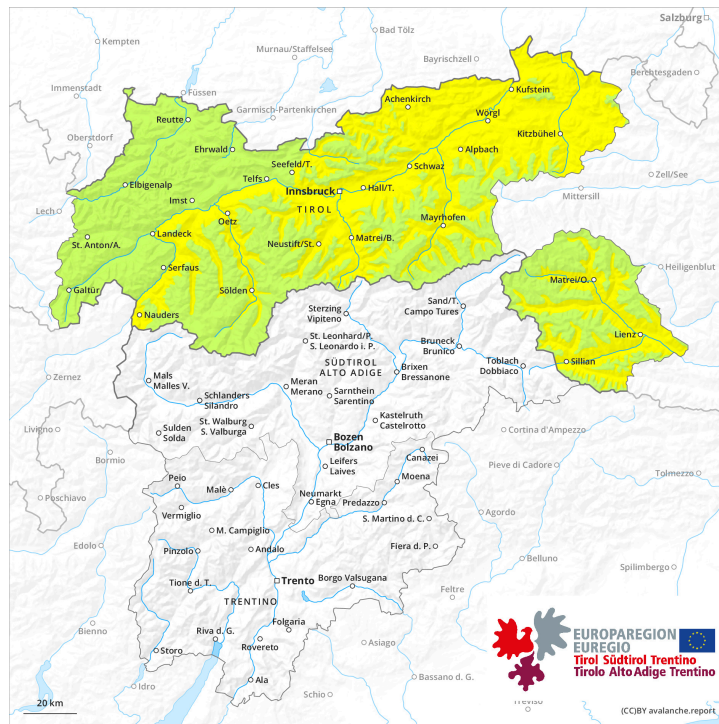 Salzburg
Kempten
Bad Tölz
Murnau/Staffelsee
Bayrischzell
Berchtesgaden
Immenstadt
Füssen
Achenkirch
Kufstein
Garmisch-Partenkirchen
Reutte
Wörgl
Oberstdorf
Ehrwald
Kitzbühel
Seefeld/T.
Alpbach
Schwaz
Telfs
Zell/See
Elbigenalp
Innsbruck
Hall/T.
Mittersill
Imst
TIROL
Lech
Oetz
Mayrhofen
St. Anton/A.
Landeck
Neustift/St.
Matrei/B.
Serfaus
Heiligenblut
Galtür
Sölden
Matrei/O.
Nauders
Sterzing
Vipiteno
Sand/T.
Campo Tures
Lienz
St. Leonhard/P.
S. Leonardo i. P.
Bruneck
Brunico
SÜDTIROL
ALTO ADIGE
Sillian
Toblach
Dobbiaco
Zernez
Mals
Malles V.
Brixen
Bressanone
Meran
Merano
Schlanders
Silandro
Sarnthein
Sarentino
Livigno
Sulden
Solda
St. Walburg
S. Valburga
Kastelruth
Castelrotto
Cortina d'Ampezzo
Bozen
Bolzano
Bormio
Canazei
Leifers
Laives
Pieve di Cadore
Tolmezzo
Peio
Moena
Malè
Cles
Poschiavo
Neumarkt
Egna
Predazzo
Vermiglio
Agordo
S. Martino d. C.
M. Campiglio
Edolo
Pinzolo
Andalo
Fiera d. P.
Belluno
Spilimbergo
Tione d. T.
Trento
Borgo Valsugana
Feltre
TRENTINO
Folgaria
Bienno
Riva d. G.
Rovereto
Asiago
Storo
Ala
Bassano d. G.
Idro
Schio
Treviso
EUROPAREGION
EUREGIO
Tirol Südtirol Trentino
Tirolo Alto Adige Trentino
20 km
(CC)BY avalanche.report